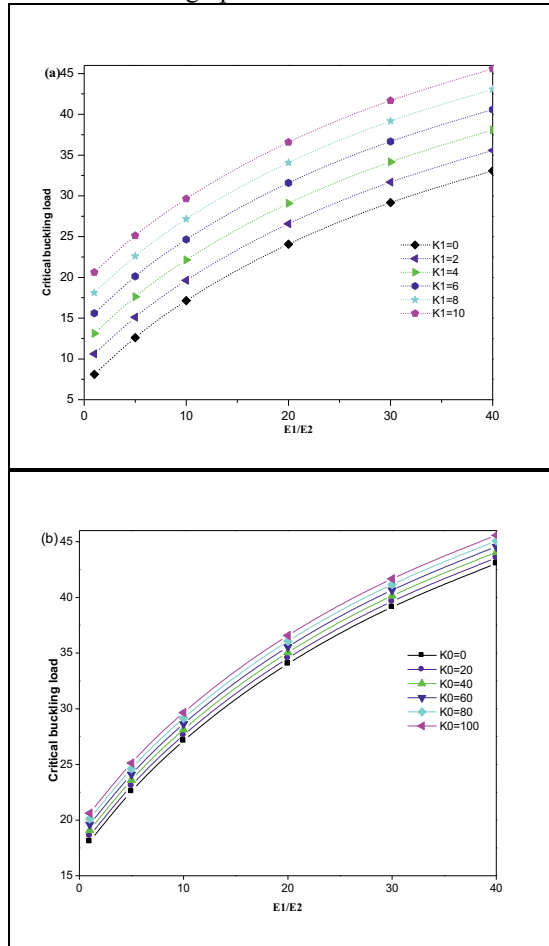 (a)
45
40
35
30
25
20
15
10
5
Critical buckling load
K1=0
K1=2
K1=4
K1=6
K1=8
K1=10
0 10 20 30 40
E1/E2
(b)
45
40
35
30
25
20
15
Critical buckling load
K0=0
K0=20
K0=40
K0=60
K0=80
K0=100
0 10 20 30 40
E1/E2